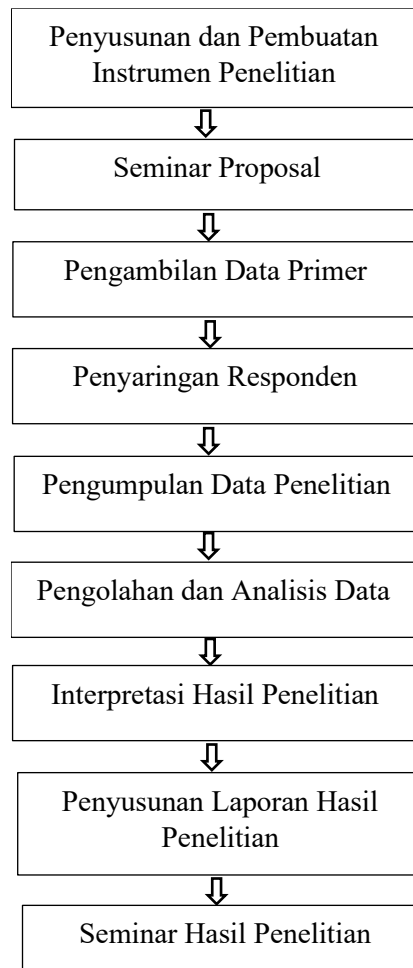 Penyusunan dan Pembuatan
Instrumen Penelitian
Seminar Proposal
Pengambilan Data Primer
Penyaringan Responden
Pengumpulan Data Penelitian
Pengolahan dan Analisis Data
Interpretasi Hasil Penelitian
Penyusunan Laporan Hasil
Penelitian
Seminar Hasil Penelitian